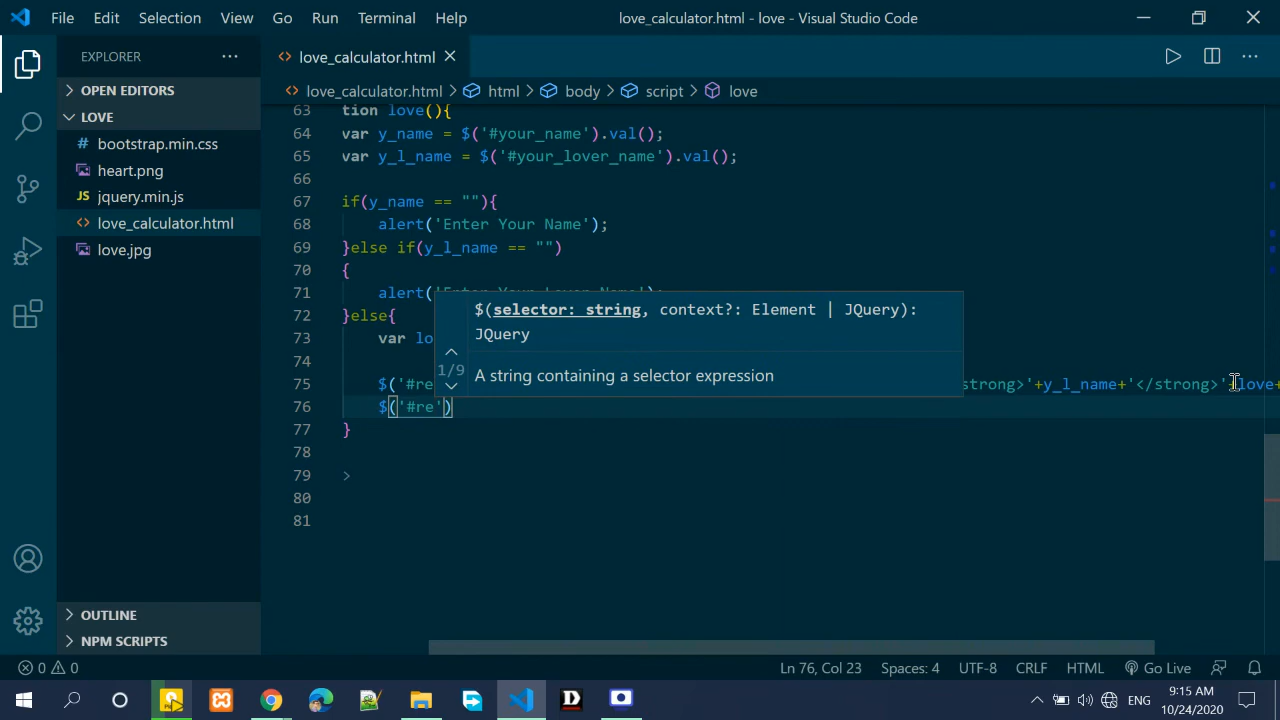 File Edit Selection View Go Run Terminal Help love_calculator.html - love - Visual Studio Code
EXPLORER
love_calculator.html
OPEN EDITORS
love_calculator.html > html > body > script > love
LOVE
bootstrap.min.css
heart.png
jquery.min.js
love_calculator.html
love.jpg
63 tion love(){
64 var y_name = $('#your_name').val();
65 var y_l_name = $('#your_lover_name').val();
66
67 if(y_name == ""){
68 alert('Enter Your Name');
69 }else if(y_l_name == "")
70 {
71 alert(
72 }else{
73 var lo
74
75 $('#re strong>'+y_l_name+'</strong>'+love+
76 $('#re')
77 }
78
79 >
80
81
$(selector: string, context?: Element | JQuery):
JQuery
1/9
A string containing a selector expression
OUTLINE
NPM SCRIPTS
0 0 Ln 76, Col 23 Spaces: 4 UTF-8 CRLF HTML Go Live
ENG 9:15 AM
10/24/2020